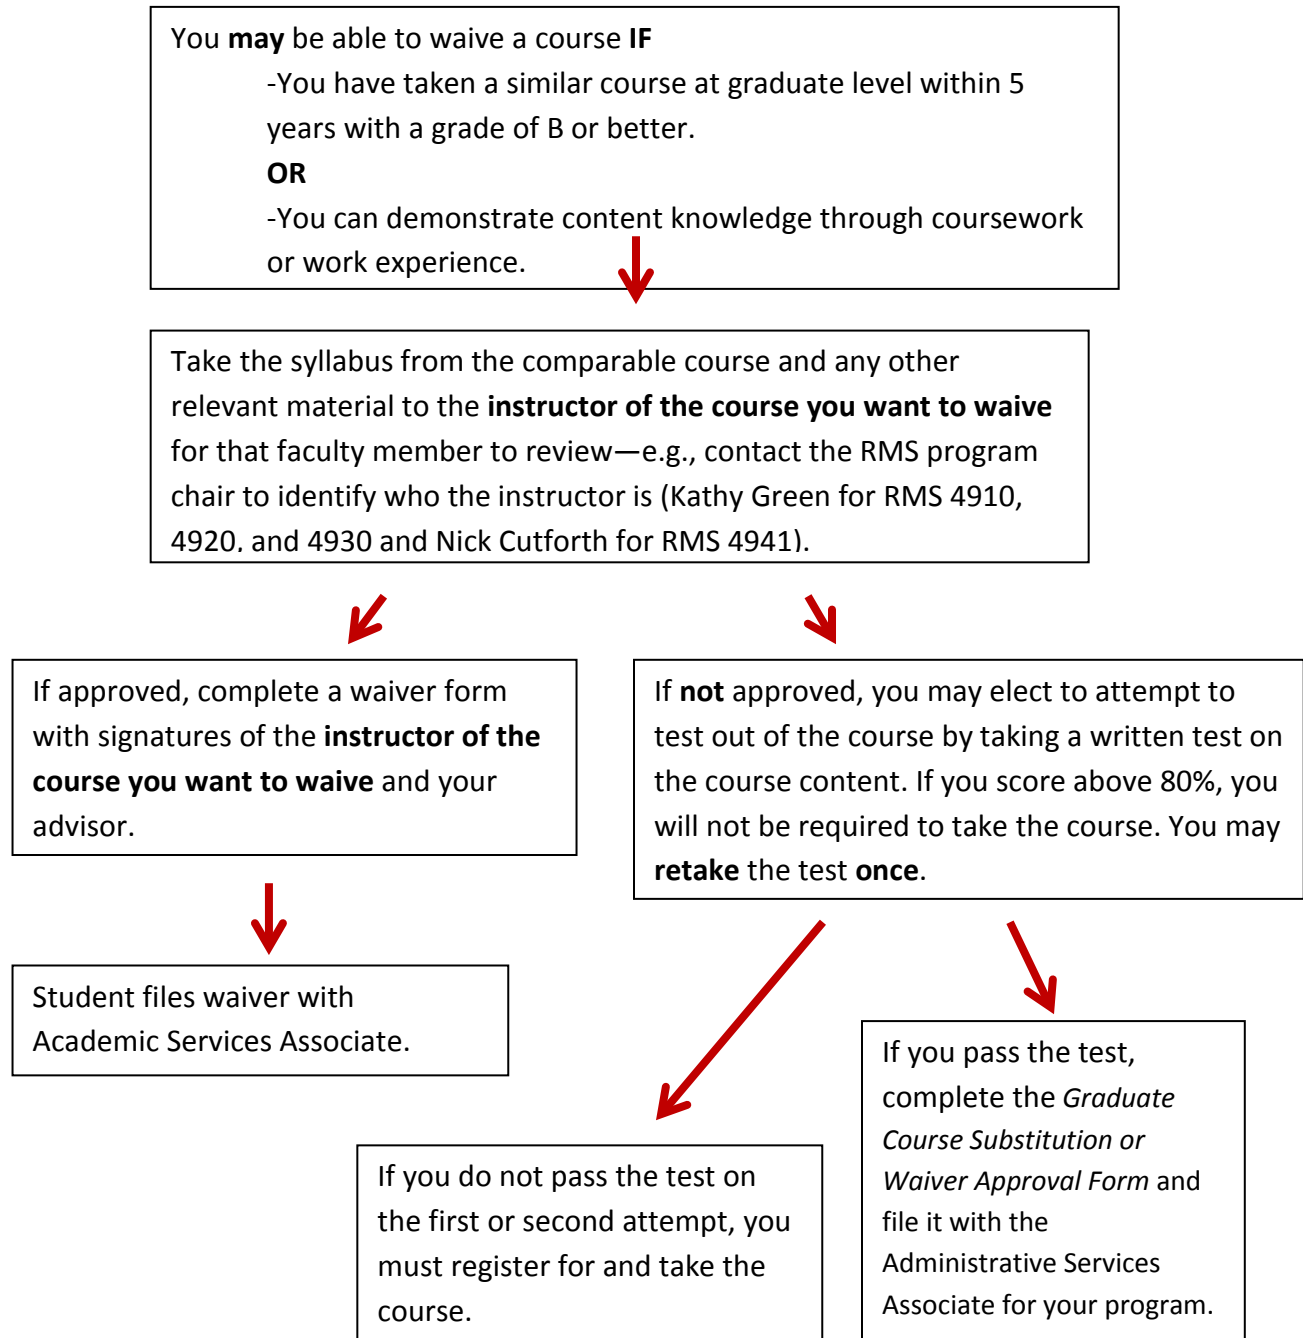 You may be able to waive a course IF
-You have taken a similar course at graduate level within 5
years with a grade of B or better.
OR
-You can demonstrate content knowledge through coursework
or work experience.
Take the syllabus from the comparable course and any other
relevant material to the instructor of the course you want to waive
for that faculty member to review—e.g., contact the RMS program
chair to identify who the instructor is (Kathy Green for RMS 4910,
4920, and 4930 and Nick Cutforth for RMS 4941).
If approved, complete a waiver form
with signatures of the instructor of the
course you want to waive and your
advisor.
If not approved, you may elect to attempt to
test out of the course by taking a written test on
the course content. If you score above 80%, you
will not be required to take the course. You may
retake the test once.
Student files waiver with
Academic Services Associate.
If you do not pass the test on
the first or second attempt, you
must register for and take the
course.
If you pass the test,
complete the Graduate
Course Substitution or
Waiver Approval Form and
file it with the
Administrative Services
Associate for your program.